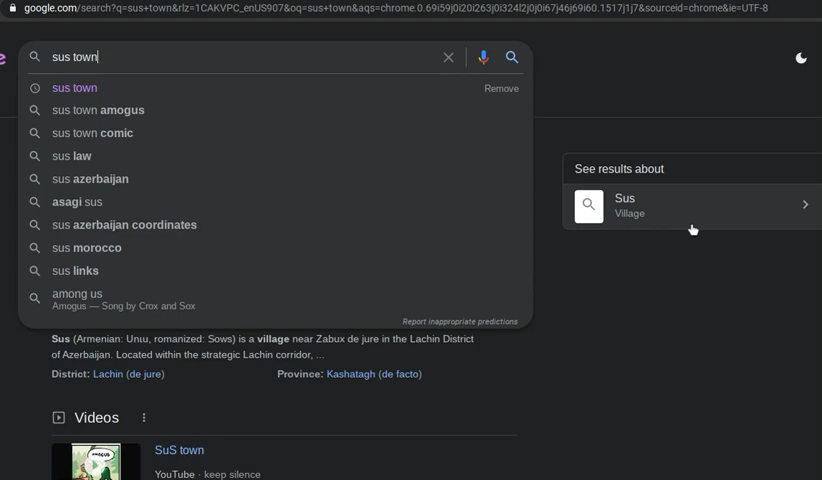 google.com/search?q=sus+town&rlz=1CAKVPC_enUS907&oq=sus+town&aqs=chrome.0.69i59j0i20i263j0i324l2j0j0i67j46j69i60.1517j1j7&sourceid=chrome&ie=UTF-8
sus town
sus town
Remove
sus town amogus
sus town comic
sus law
sus azerbaijan
asagi sus
sus azerbaijan coordinates
sus morocco
sus links
among us
Amogus — Song by Crox and Sox
Report inappropriate predictions
See results about
Sus
Village
Sus (Armenian: Սուս, romanized: Sows) is a village near Zabux de jure in the Lachin District
of Azerbaijan. Located within the strategic Lachin corridor, ...
District: Lachin (de jure)
Province: Kashatagh (de facto)
Videos
AMOGUS
SuS town
YouTube · keep silence